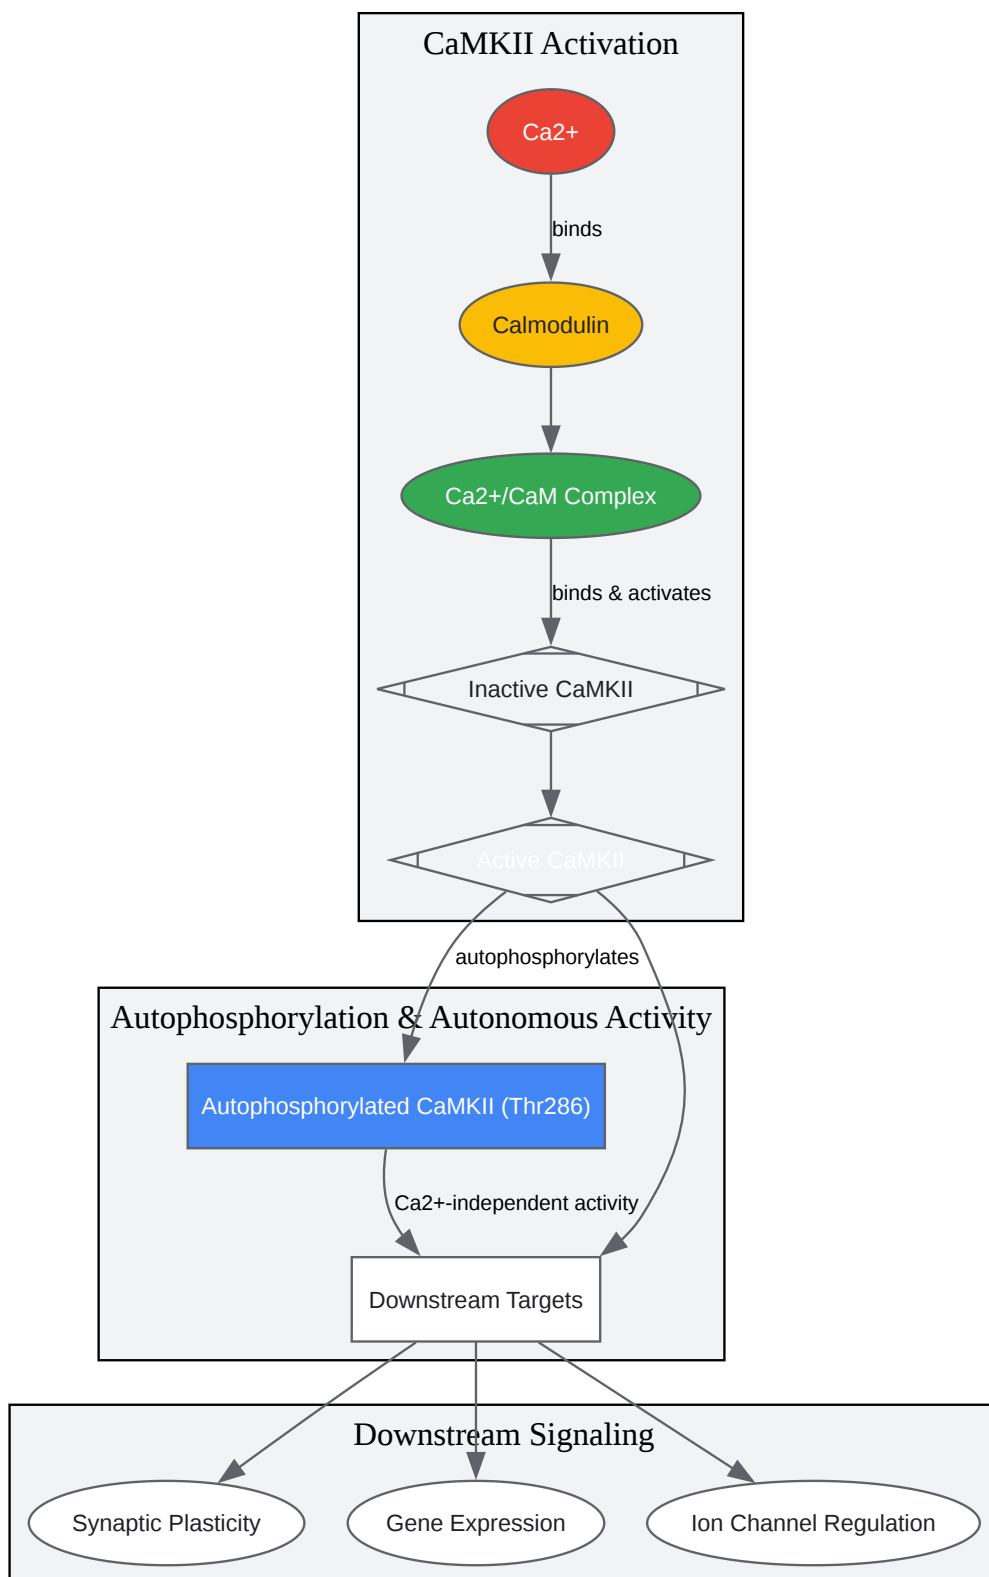 CaMKII Activation
Ca2+
binds
Calmodulin
Ca2+/CaM Complex
binds & activates
Inactive CaMKII
Active CaMKII
autophosphorylates
Autophosphorylation & Autonomous Activity
Autophosphorylated CaMKII (Thr286)
Ca2+-independent activity
Downstream Targets
Downstream Signaling
Synaptic Plasticity
Gene Expression
Ion Channel Regulation